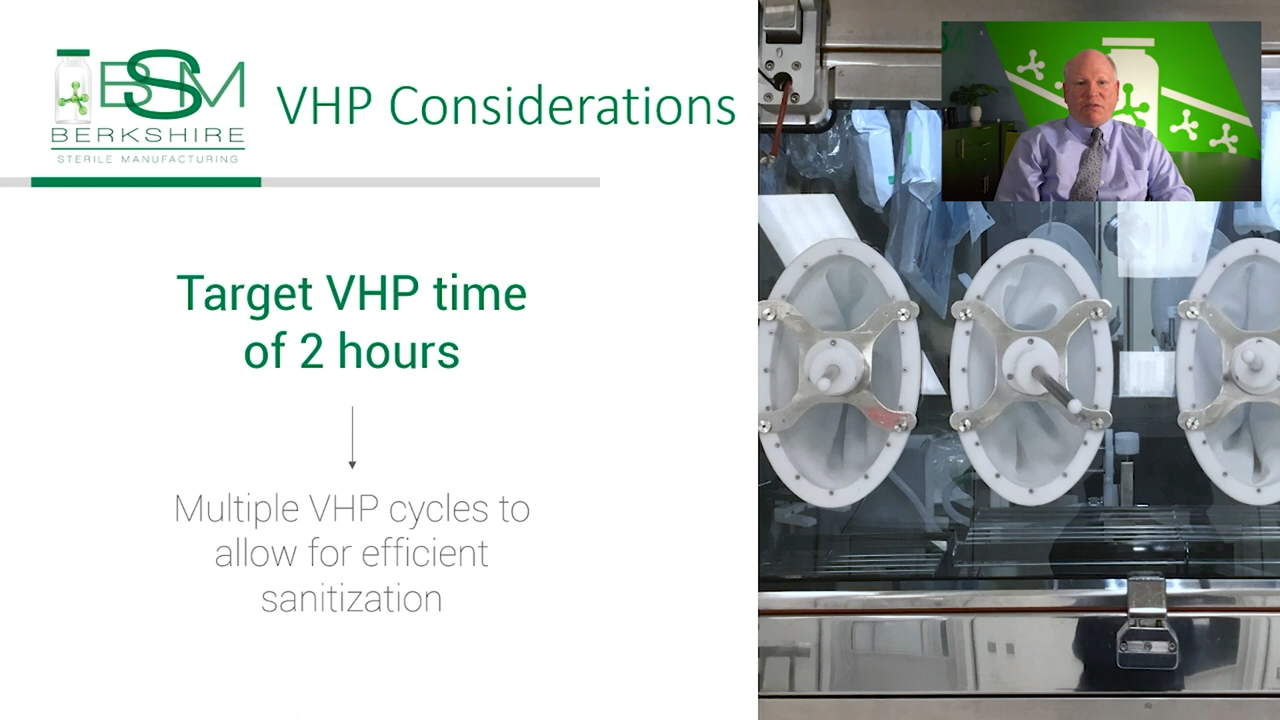 BSM
BERKSHIRE
STERILE MANUFACTURING
VHP Considerations
Target VHP time
of 2 hours
Multiple VHP cycles to
allow for efficient
sanitization